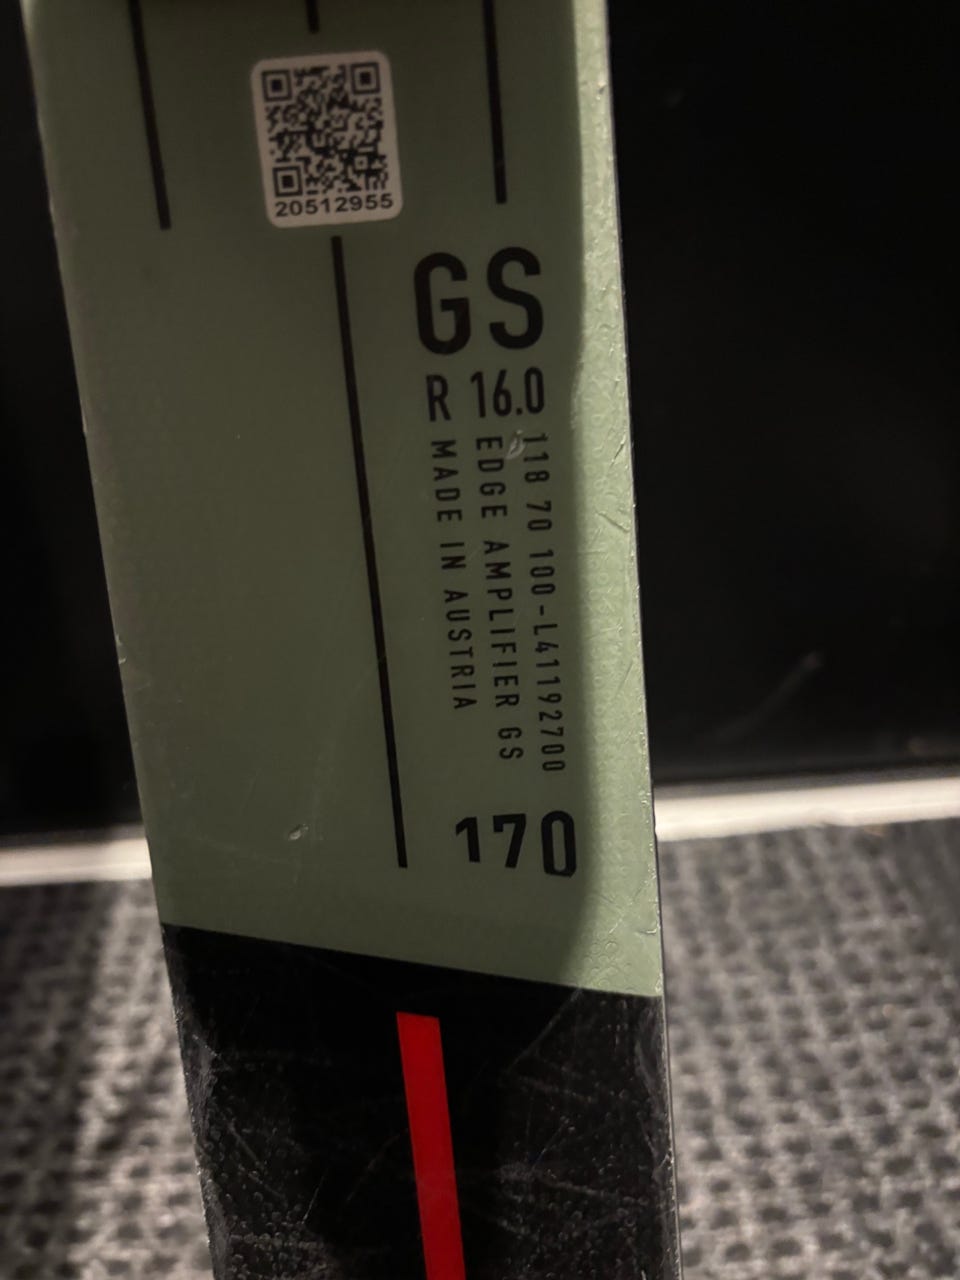 20512955
GS
R 16.0
118 70 100-L41192700
EDGE AMPLIFIER GS
MADE IN AUSTRIA
170